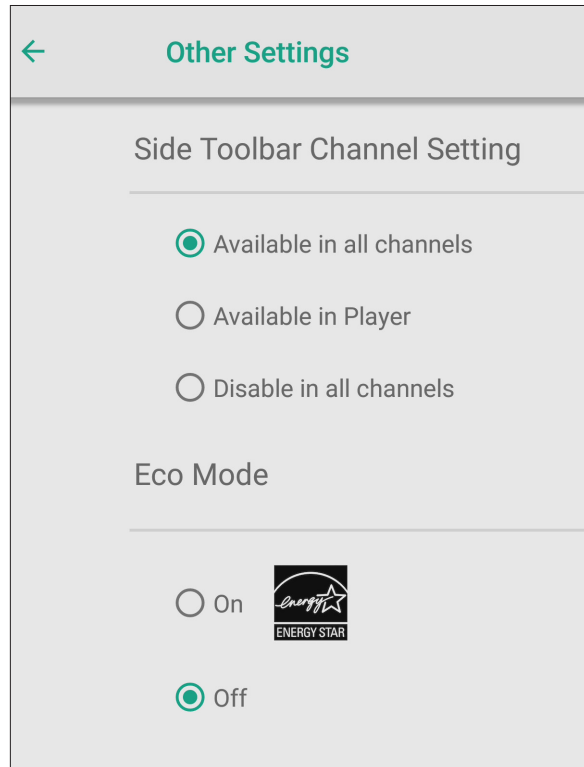 Other Settings
Side Toolbar Channel Setting
Available in all channels
Available in Player
Disable in all channels
Eco Mode
On
energy
ENERGY STAR
Off